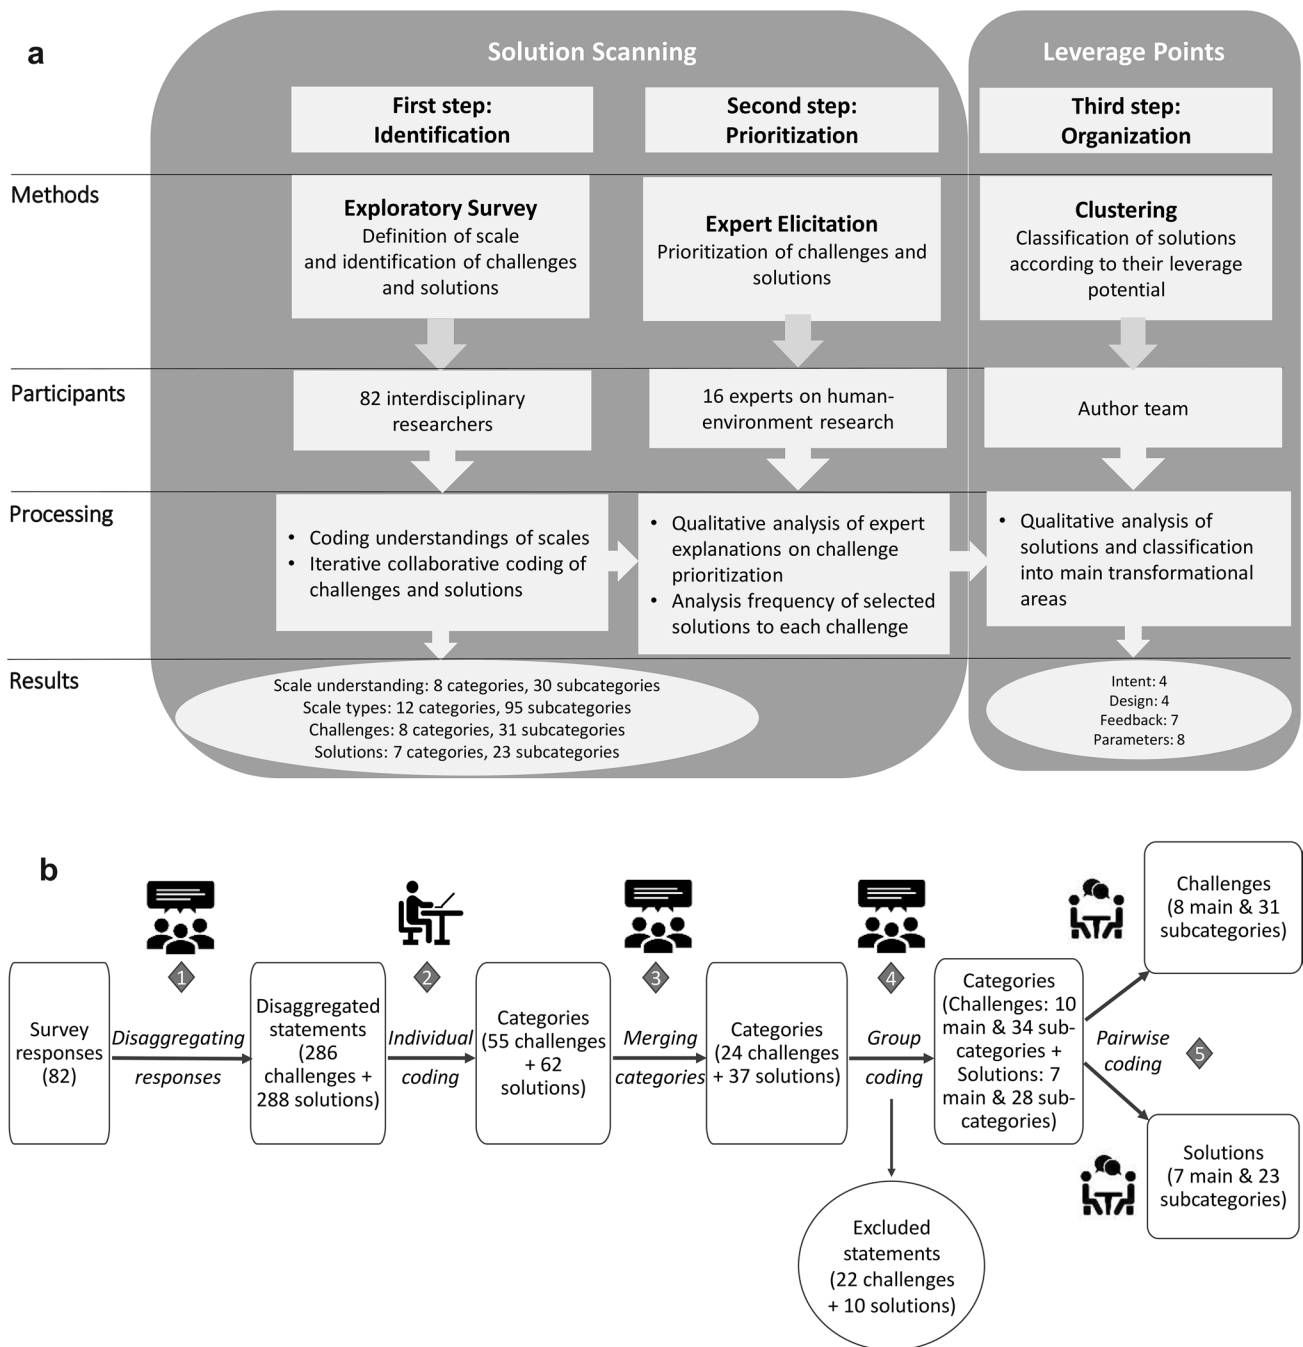 a
Solution Scanning
Leverage Points
First step:
Identification
Second step:
Prioritization
Third step:
Organization
Methods
Exploratory Survey
Definition of scale
and identification of challenges
and solutions
Expert Elicitation
Prioritization of challenges and
solutions
Clustering
Classification of solutions
according to their leverage
potential
Participants
82 interdisciplinary
researchers
16 experts on human-
environment research
Author team
Processing
• Coding understandings of scales
• Iterative collaborative coding of
challenges and solutions
• Qualitative analysis of expert
explanations on challenge
prioritization
• Analysis frequency of selected
solutions to each challenge
• Qualitative analysis of
solutions and classification
into main transformational
areas
Results
Scale understanding: 8 categories, 30 subcategories
Scale types: 12 categories, 95 subcategories
Challenges: 8 categories, 31 subcategories
Solutions: 7 categories, 23 subcategories
Intent: 4
Design: 4
Feedback: 7
Parameters: 8
b
Survey
responses
(82)
1
Disaggregating
responses
Disaggregated
statements
(286
challenges +
288 solutions)
2
Individual
coding
Categories
(55 challenges
+ 62
solutions)
3
Merging
categories
Categories
(24 challenges
+ 37 solutions)
4
Group
coding
Excluded
statements
(22 challenges
+ 10 solutions)
Categories
(Challenges: 10
main & 34 sub-
categories +
Solutions: 7
main & 28 sub-
categories)
Pairwise
coding
5
Challenges
(8 main & 31
subcategories)
Solutions
(7 main & 23
subcategories)